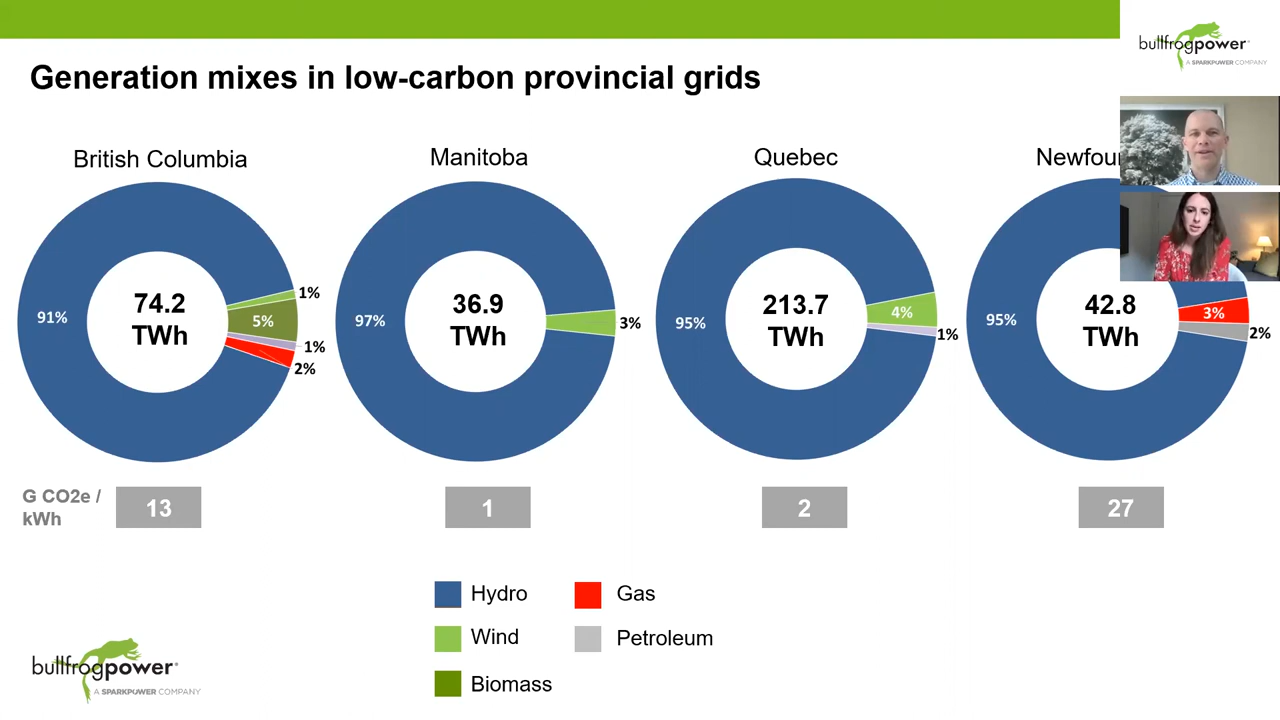 bullfrogpower
A SPARKPOWER COMPANY
Generation mixes in low-carbon provincial grids
British Columbia
Manitoba
Quebec
Newfour
91%
74.2
TWh
1%
5%
1%
2%
97%
36.9
TWh
3%
95%
213.7
TWh
4%
1%
95%
42.8
TWh
3%
2%
G CO2e /
kWh
13
1
2
27
Hydro
Gas
Wind
Petroleum
Biomass
bullfrogpower
A SPARKPOWER COMPANY